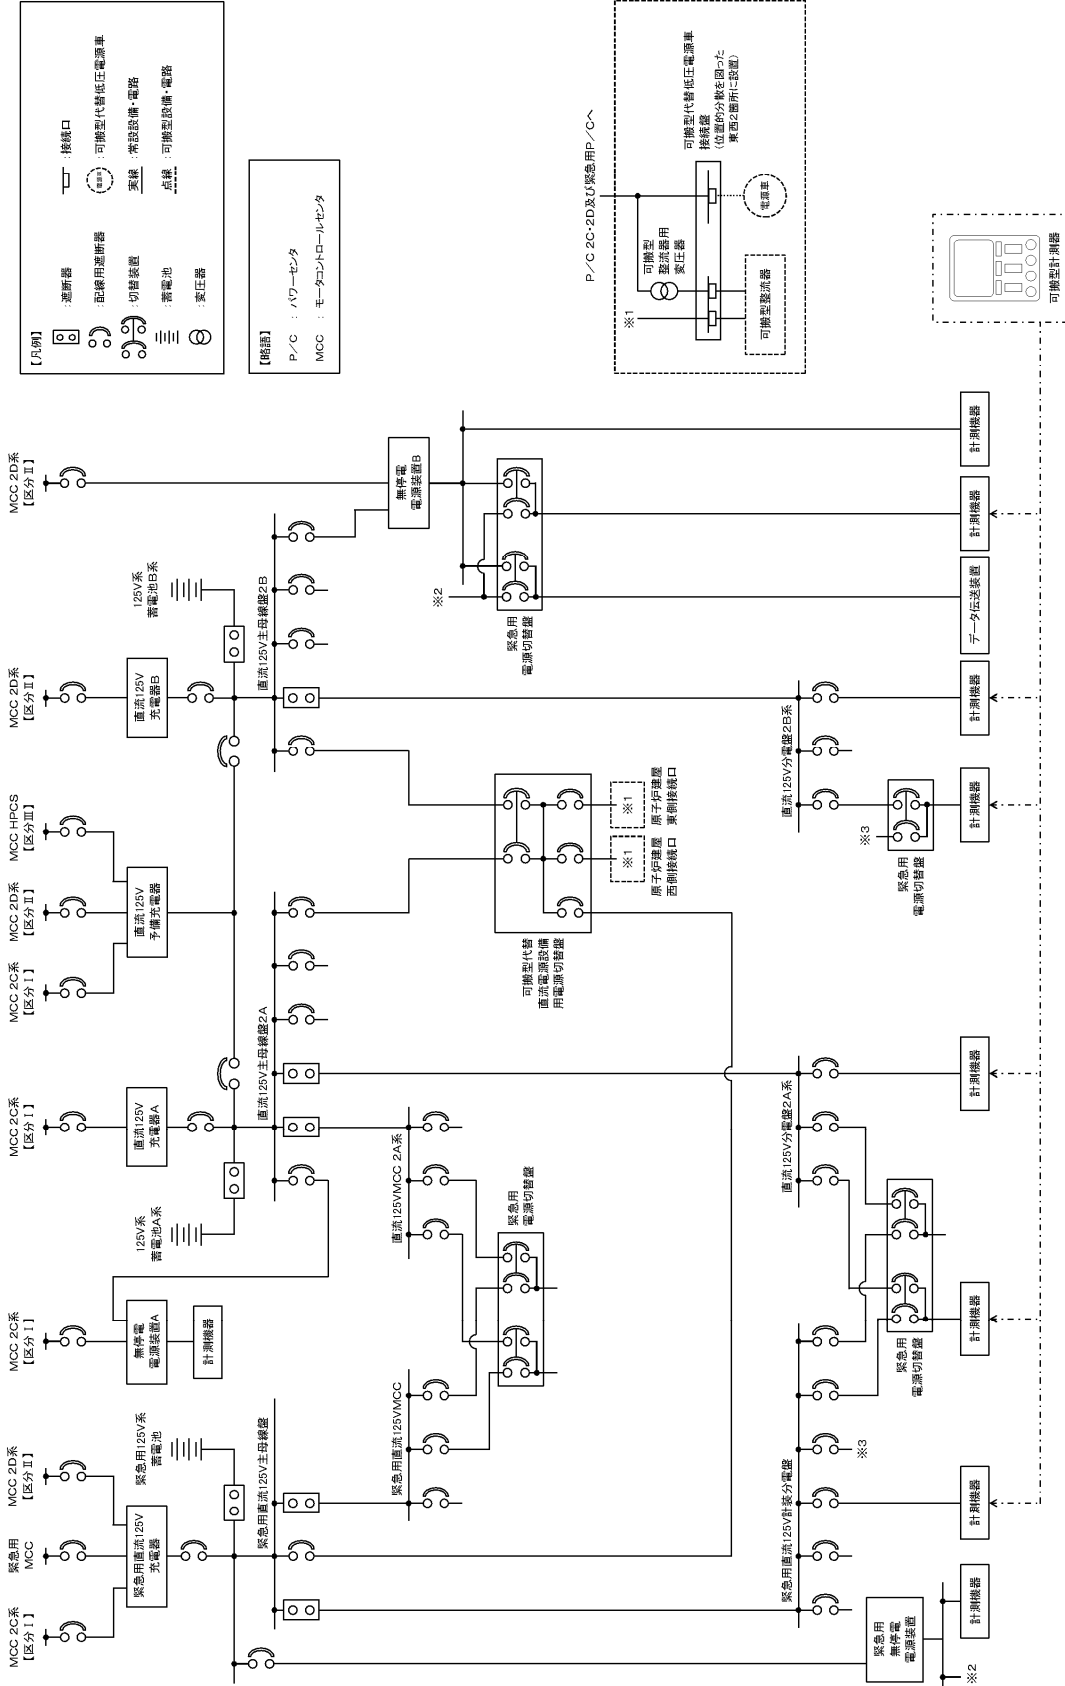 【凡例】
：遮断器
：配線用遮断器
：切替装置
：蓄電池
：変圧器
：接続口
電源車
：可搬型代替低圧電源車
実線
：常設設備・電路
点線
：可搬型設備・電路
【略語】
P／C ： パワーセンタ
MCC ： モータコントロールセンタ
P／C 2C・2D及び緊急用P／Cへ
可搬型代替低圧電源車
接続盤
(位置的分散を図った
東西2箇所に設置)
可搬型
整流器用
変圧器
電源車
※1
可搬型整流器
可搬型計測器
MCC 2C系
【区分Ⅰ】
緊急用
MCC
MCC 2D系
【区分Ⅱ】
MCC 2C系
【区分Ⅰ】
MCC 2C系
【区分Ⅰ】
MCC 2C系
【区分Ⅰ】
MCC 2D系
【区分Ⅱ】
MCC HPCS
【区分Ⅲ】
MCC 2D系
【区分Ⅱ】
MCC 2D系
【区分Ⅱ】
緊急用直流125V
充電器
緊急用125V系
蓄電池
無停電
電源装置A
計測機器
125V系
蓄電池A系
直流125V
充電器A
直流125V
予備充電器
直流125V
充電器B
125V系
蓄電池B系
緊急用直流125V主母線盤
直流125V主母線盤2A
直流125V主母線盤2B
無停電
電源装置B
緊急用直流125VMCC
直流125VMCC 2A系
緊急用
電源切替盤
可搬型代替
直流電源設備
用電源切替盤
※1
原子炉建屋
西側接続口
※1
原子炉建屋
東側接続口
※2
緊急用
電源切替盤
緊急用直流125V計装分電盤
直流125V分電盤2A系
直流125V分電盤2B系
※3
緊急用
電源切替盤
※3
緊急用
電源切替盤
緊急用
無停電
電源装置
※2
計測機器
計測機器
計測機器
計測機器
計測機器
計測機器
データ伝送装置
計測機器
計測機器